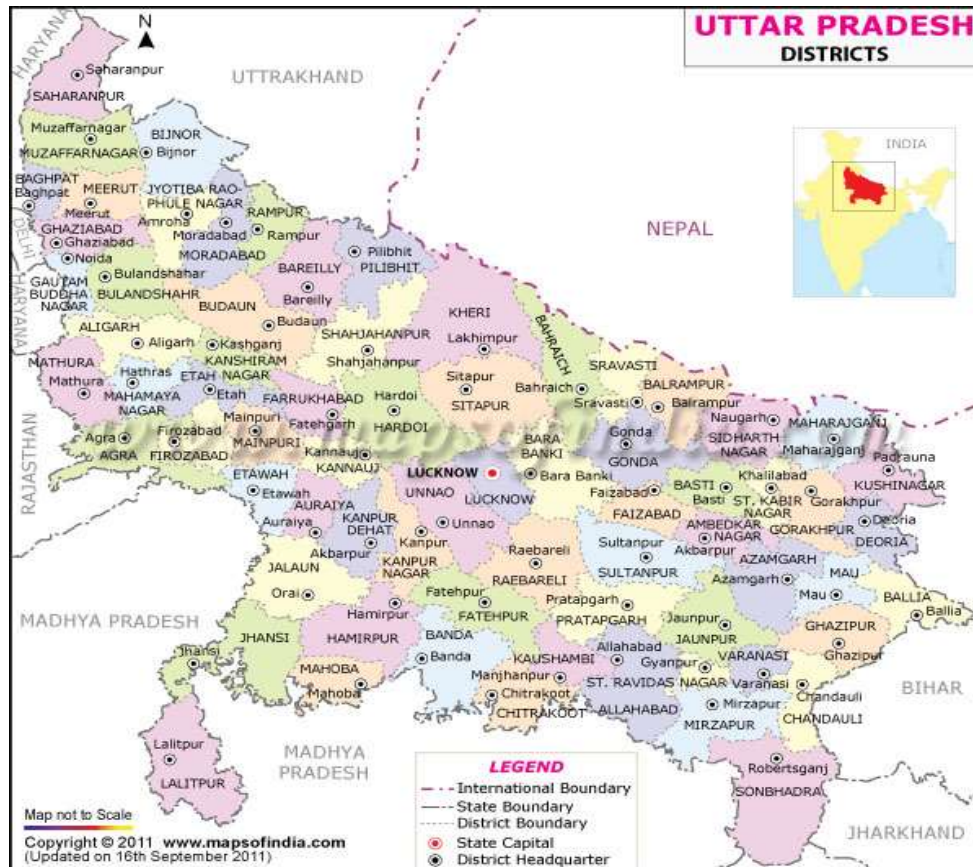 UTTAR PRADESH
DISTRICTS
N
HARYANA
UTTRAKHAND
INDIA
NEPAL
Saharanpur
SAHARANPUR
Muzaffarnagar
MUZAFFARNAGAR
BIJNOR
Bijnor
BAGHPAT
Baghpat
MEERUT
Meerut
JYOTIBA RAO-
PHULE NAGAR
Amroha
RAMPUR
Rampur
GHAZIABAD
Ghaziabad
DELHI
Noida
Moradabad
MORADABAD
Pilibhit
PILIBHIT
BAREILLY
Bareilly
GAUTAM
BUDDHA
NAGAR
HARYANA
Bulandshahar
BULANDSHAHR
BUDAUN
Budaun
KHERI
Lakhimpur
BAHRAICH
Bahraich
SHAHJAHANPUR
Shahjahanpur
ALIGARH
Aligarh
Kashganj
KANSHIRAM
NAGAR
MATHURA
Mathura
Hathras
MAHAMAYA
NAGAR
ETAH
Etah
FARRUKHABAD
Fatehgarh
Hardoi
HARDOI
Sitapur
SITAPUR
SRAVASTI
Sravasti
BALRAMPUR
Balrampur
Naugarh
SIDHARTH
NAGAR
MAHARAJGANJ
Maharajganj
RAJASTHAN
Agra
AGRA
Firozabad
FIROZABAD
Mainpuri
MAINPURI
Kannauj
KANNAUJ
mapsofindia.com
BARA
BANKI
Bara Banki
Gonda
GONDA
Padrauna
KUSHINAGAR
ETAWAH
Etawah
LUCKNOW
LUCKNOW
UNNAO
Unnao
Faizabad
FAIZABAD
BASTI
Basti
Khalilabad
ST. KABIR
NAGAR
Gorakhpur
GORAKHPUR
Deoria
DEORIA
AURAIYA
Auraiya
KANPUR
DEHAT
Akbarpur
Kanpur
KANPUR
NAGAR
Raebareli
RAEBARELI
Sultanpur
SULTANPUR
AMBEDKAR
NAGAR
Akbarpur
AZAMGARH
Azamgarh
MAU
Mau
BALLIA
Ballia
JALAUN
Orai
Hamirpur
HAMIRPUR
Fatehpur
FATEHPUR
Pratapgarh
PRATAPGARH
Jaunpur
JAUNPUR
GHAZIPUR
Ghazipur
MADHYA PRADESH
JHANSI
Jhansi
MAHOBA
Mahoba
BANDA
Banda
KAUSHAMBI
Manjhanpur
Chitrakoot
CHITRAKOOT
Allahabad
ALLAHABAD
Gyanpur
ST. RAVIDAS NAGAR
VARANASI
Varanasi
Chandauli
CHANDAULI
Mirzapur
MIRZAPUR
BIHAR
Lalitpur
LALITPUR
MADHYA
PRADESH
Robertsganj
SONBHADRA
JHARKHAND
LEGEND
International Boundary
State Boundary
District Boundary
State Capital
District Headquarter
Map not to Scale
Copyright © 2011 www.mapsofindia.com
(Updated on 16th September 2011)